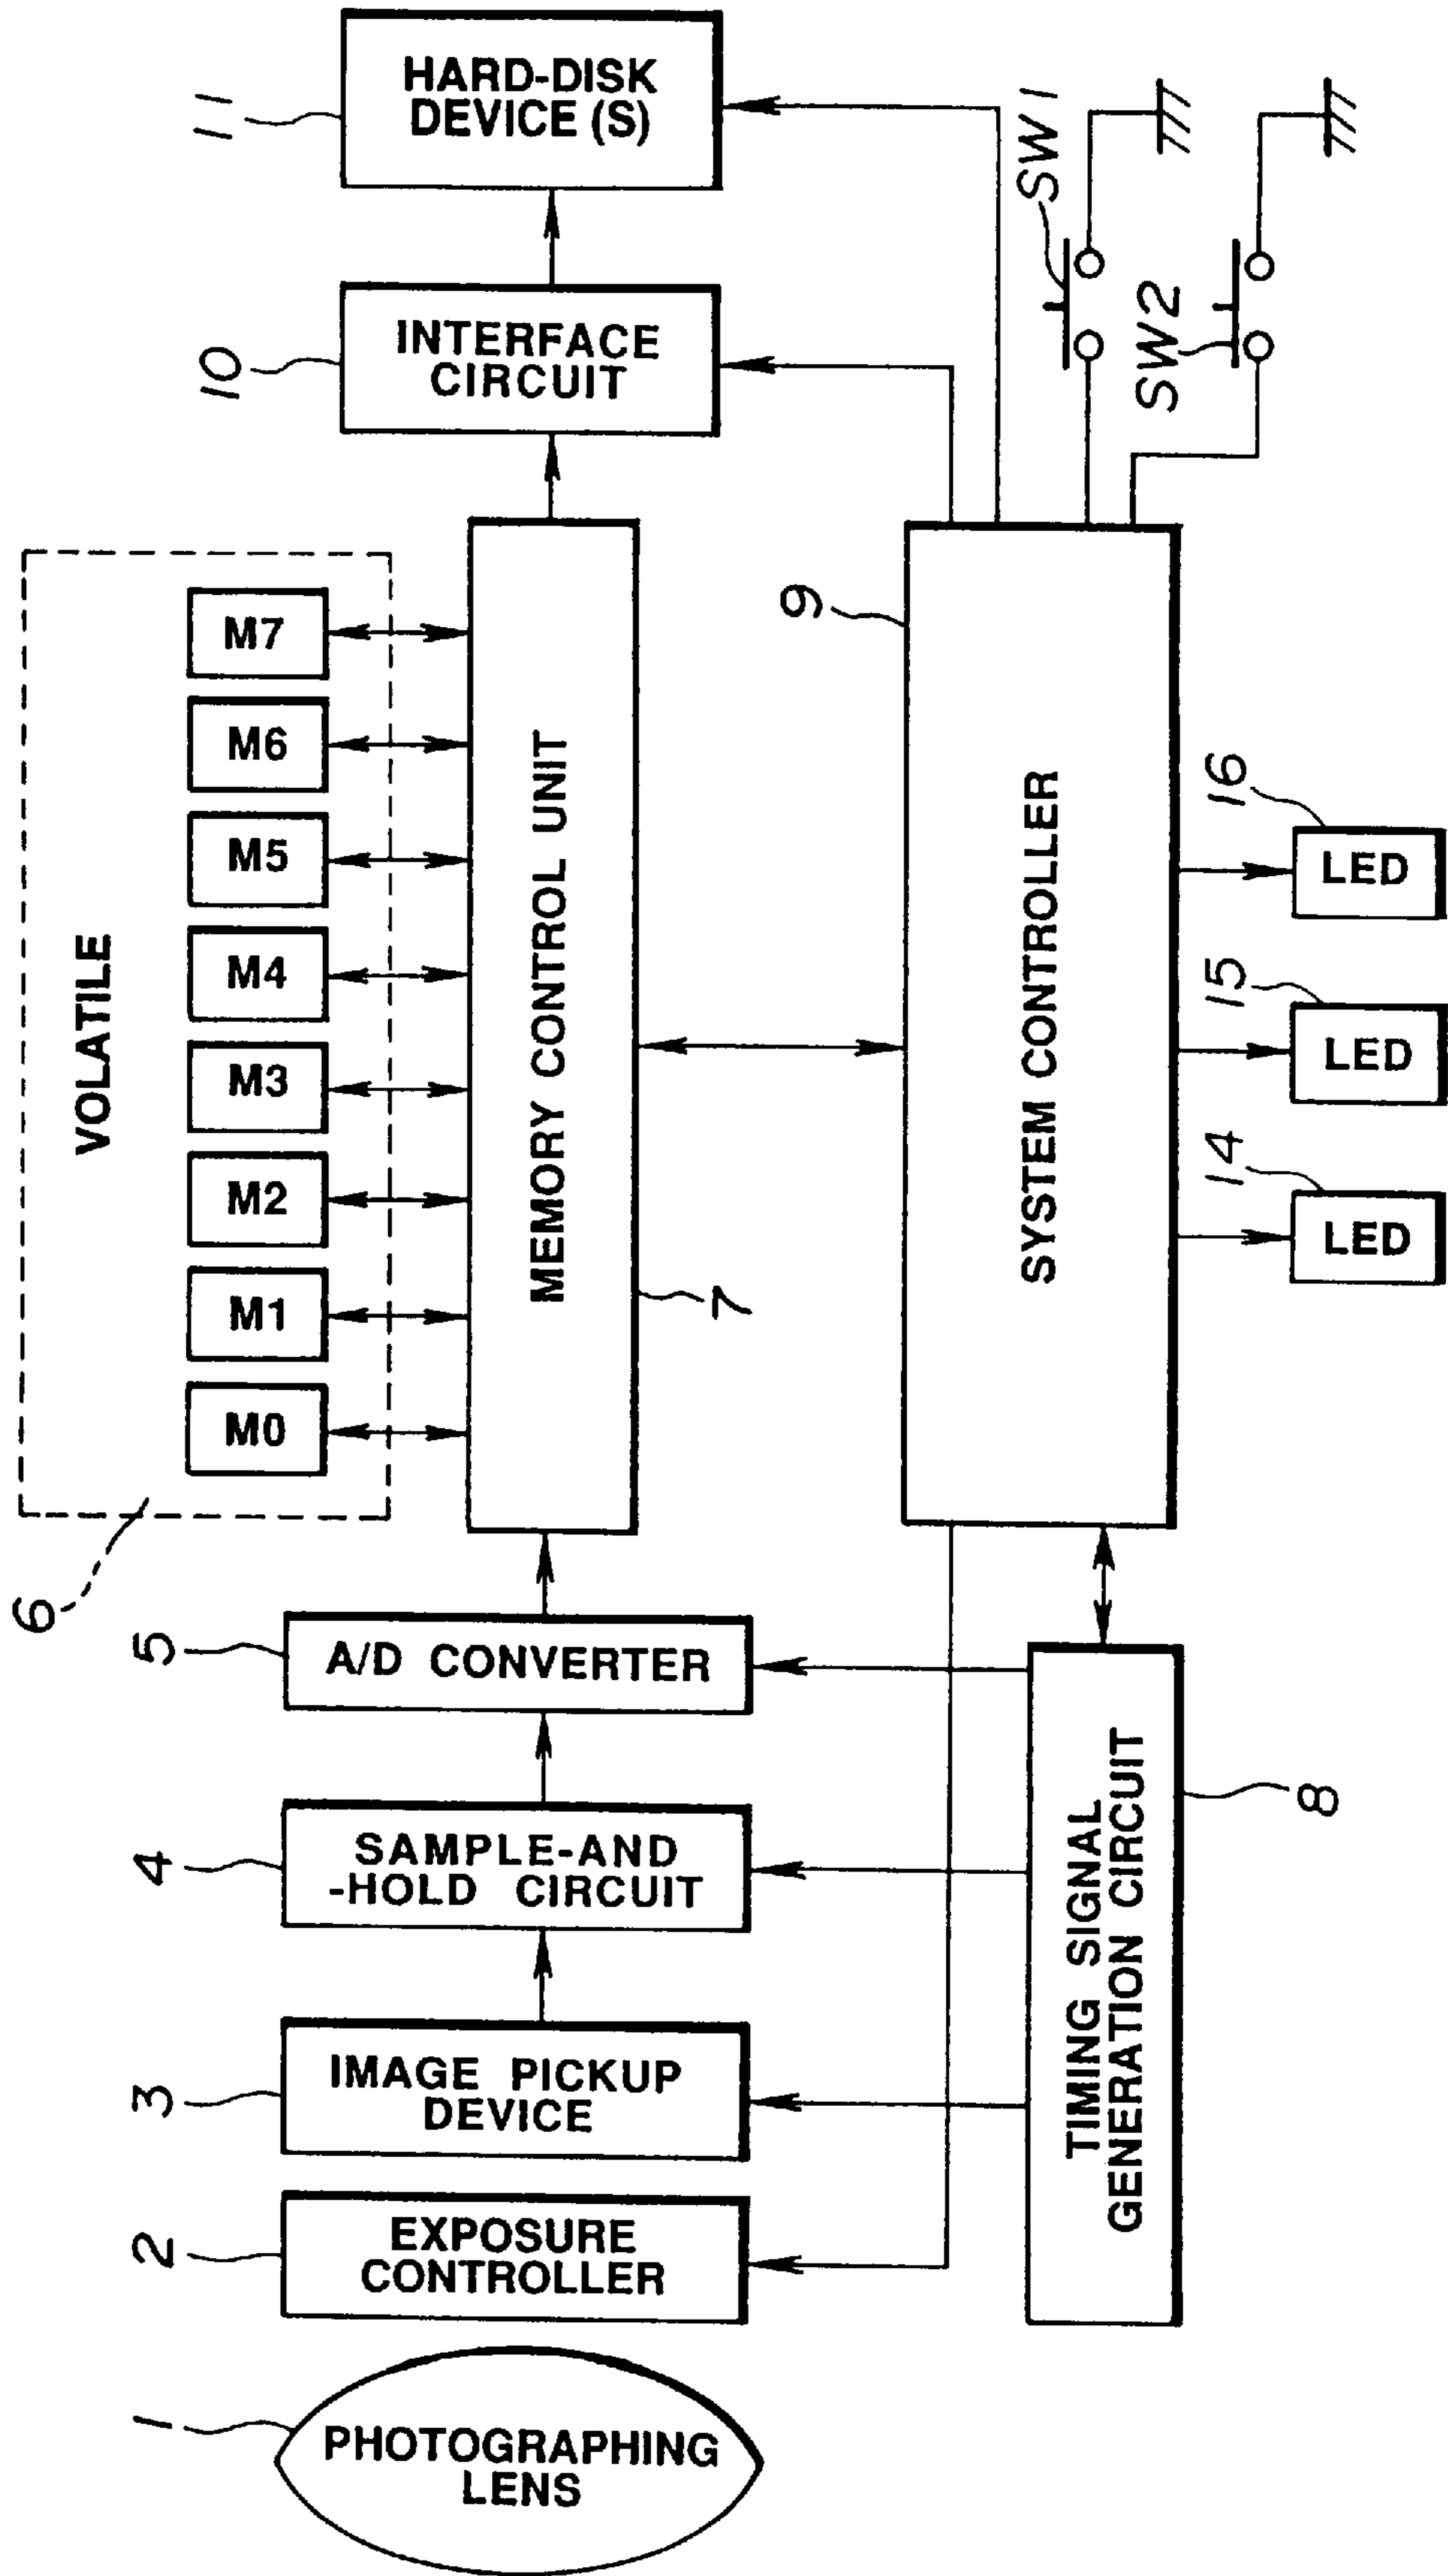 1
PHOTOGRAPHING
LENS
2
EXPOSURE
CONTROLLER
3
IMAGE PICKUP
DEVICE
4
SAMPLE-AND
-HOLD CIRCUIT
5
A/D CONVERTER
6
VOLATILE
M0
M1
M2
M3
M4
M5
M6
M7
MEMORY CONTROL UNIT
7
10
INTERFACE
CIRCUIT
11
HARD-DISK
DEVICE (S)
TIMING SIGNAL
GENERATION CIRCUIT
8
9
SYSTEM CONTROLLER
14
LED
15
LED
16
LED
SW1
SW2